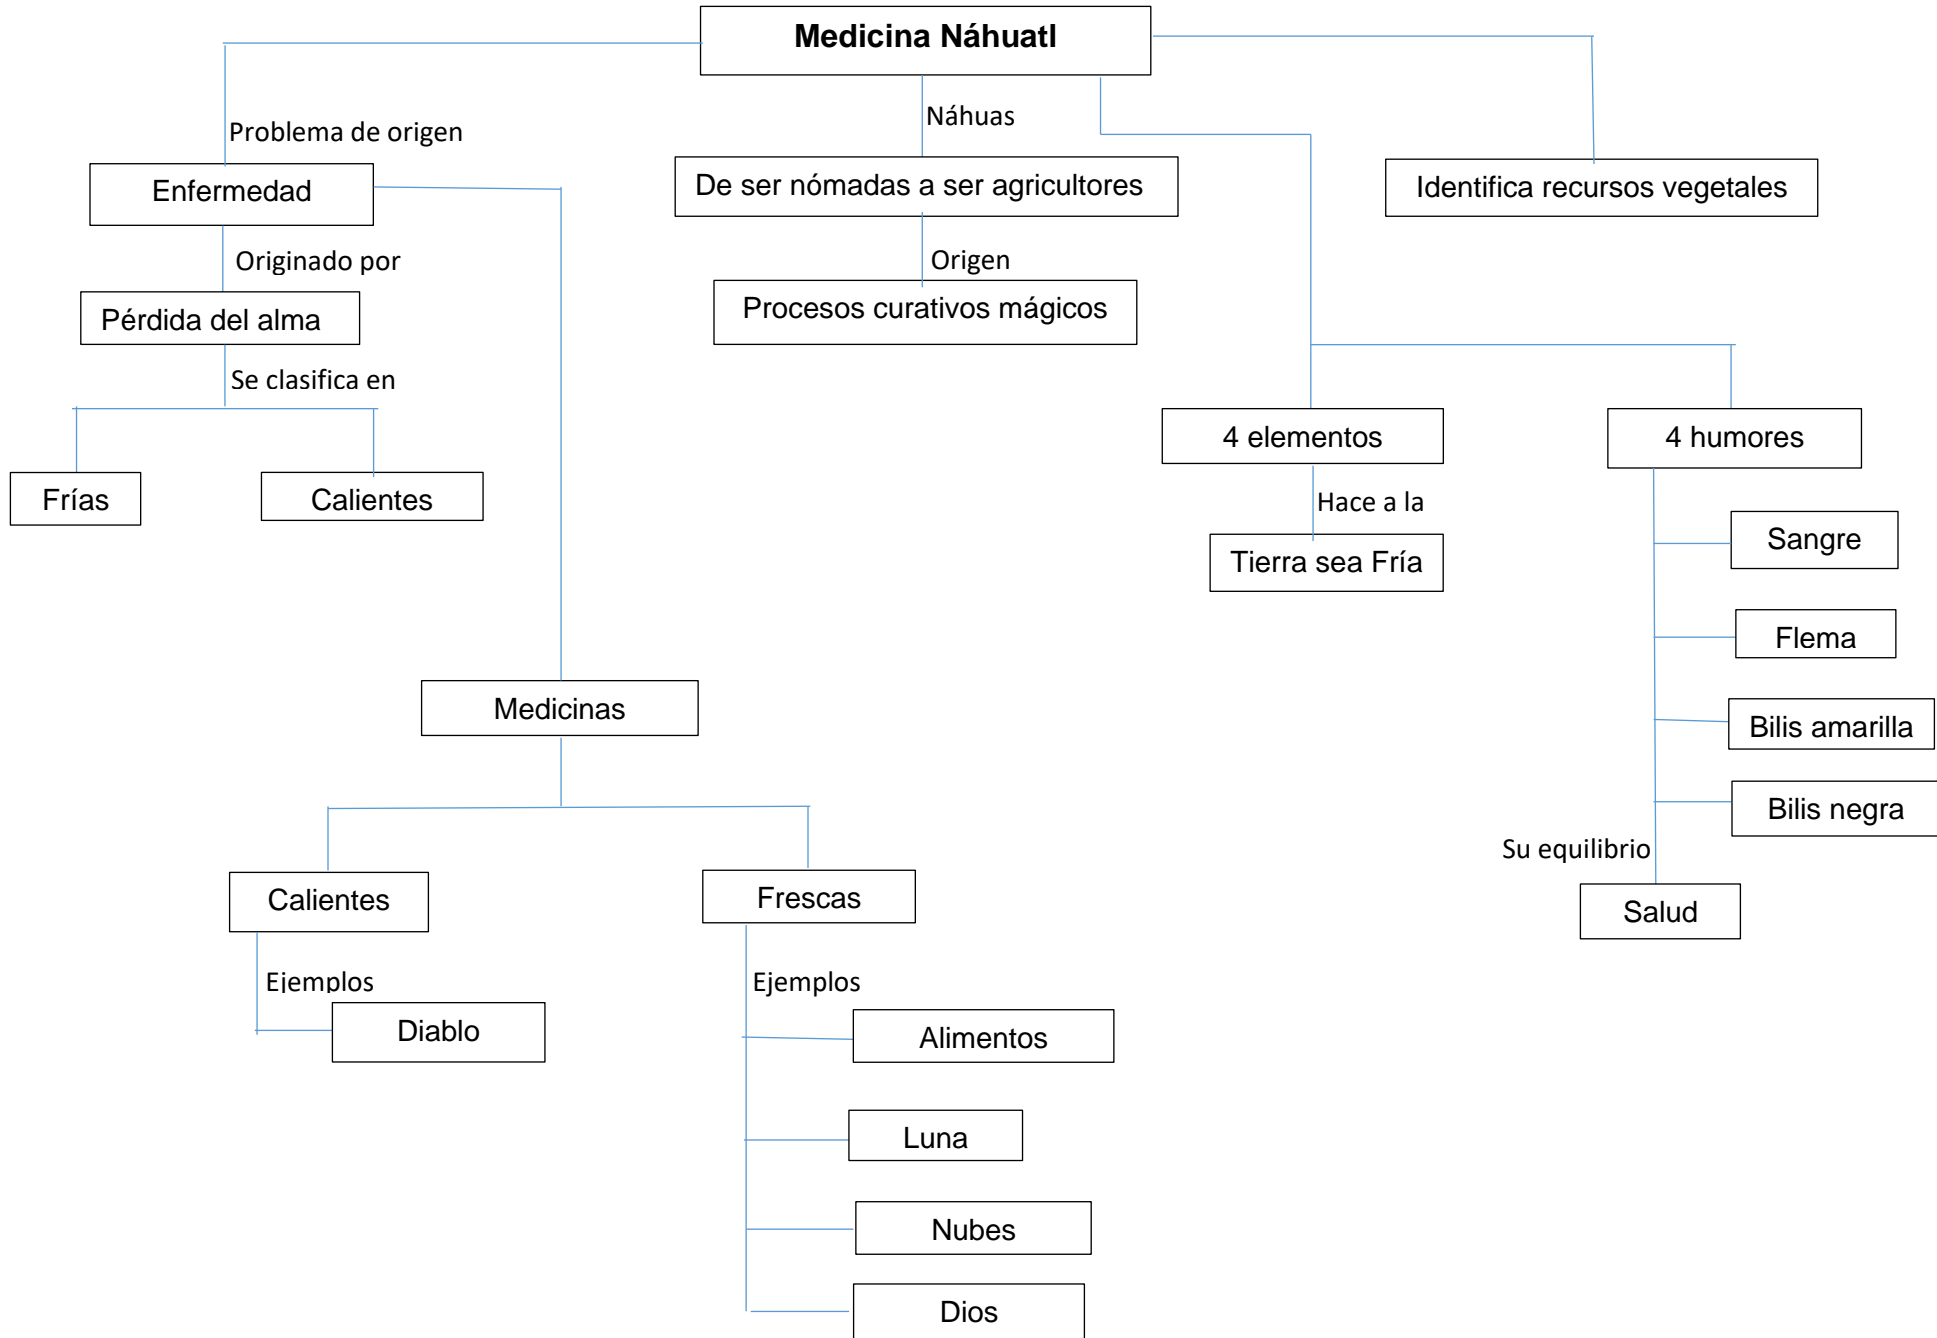 Medicina Náhuatl
Náhuas
Problema de origen
Enfermedad
De ser nómadas a ser agricultores
Identifica recursos vegetales
Originado por
Origen
Pérdida del alma
Procesos curativos mágicos
Se clasifica en
4 elementos
4 humores
Frías
Calientes
Hace a la
Sangre
Tierra sea Fría
Flema
Medicinas
Bilis amarilla
Bilis negra
Su equilibrio
Calientes
Frescas
Salud
Ejemplos
Ejemplos
Diablo
Alimentos
Luna
Nubes
Dios